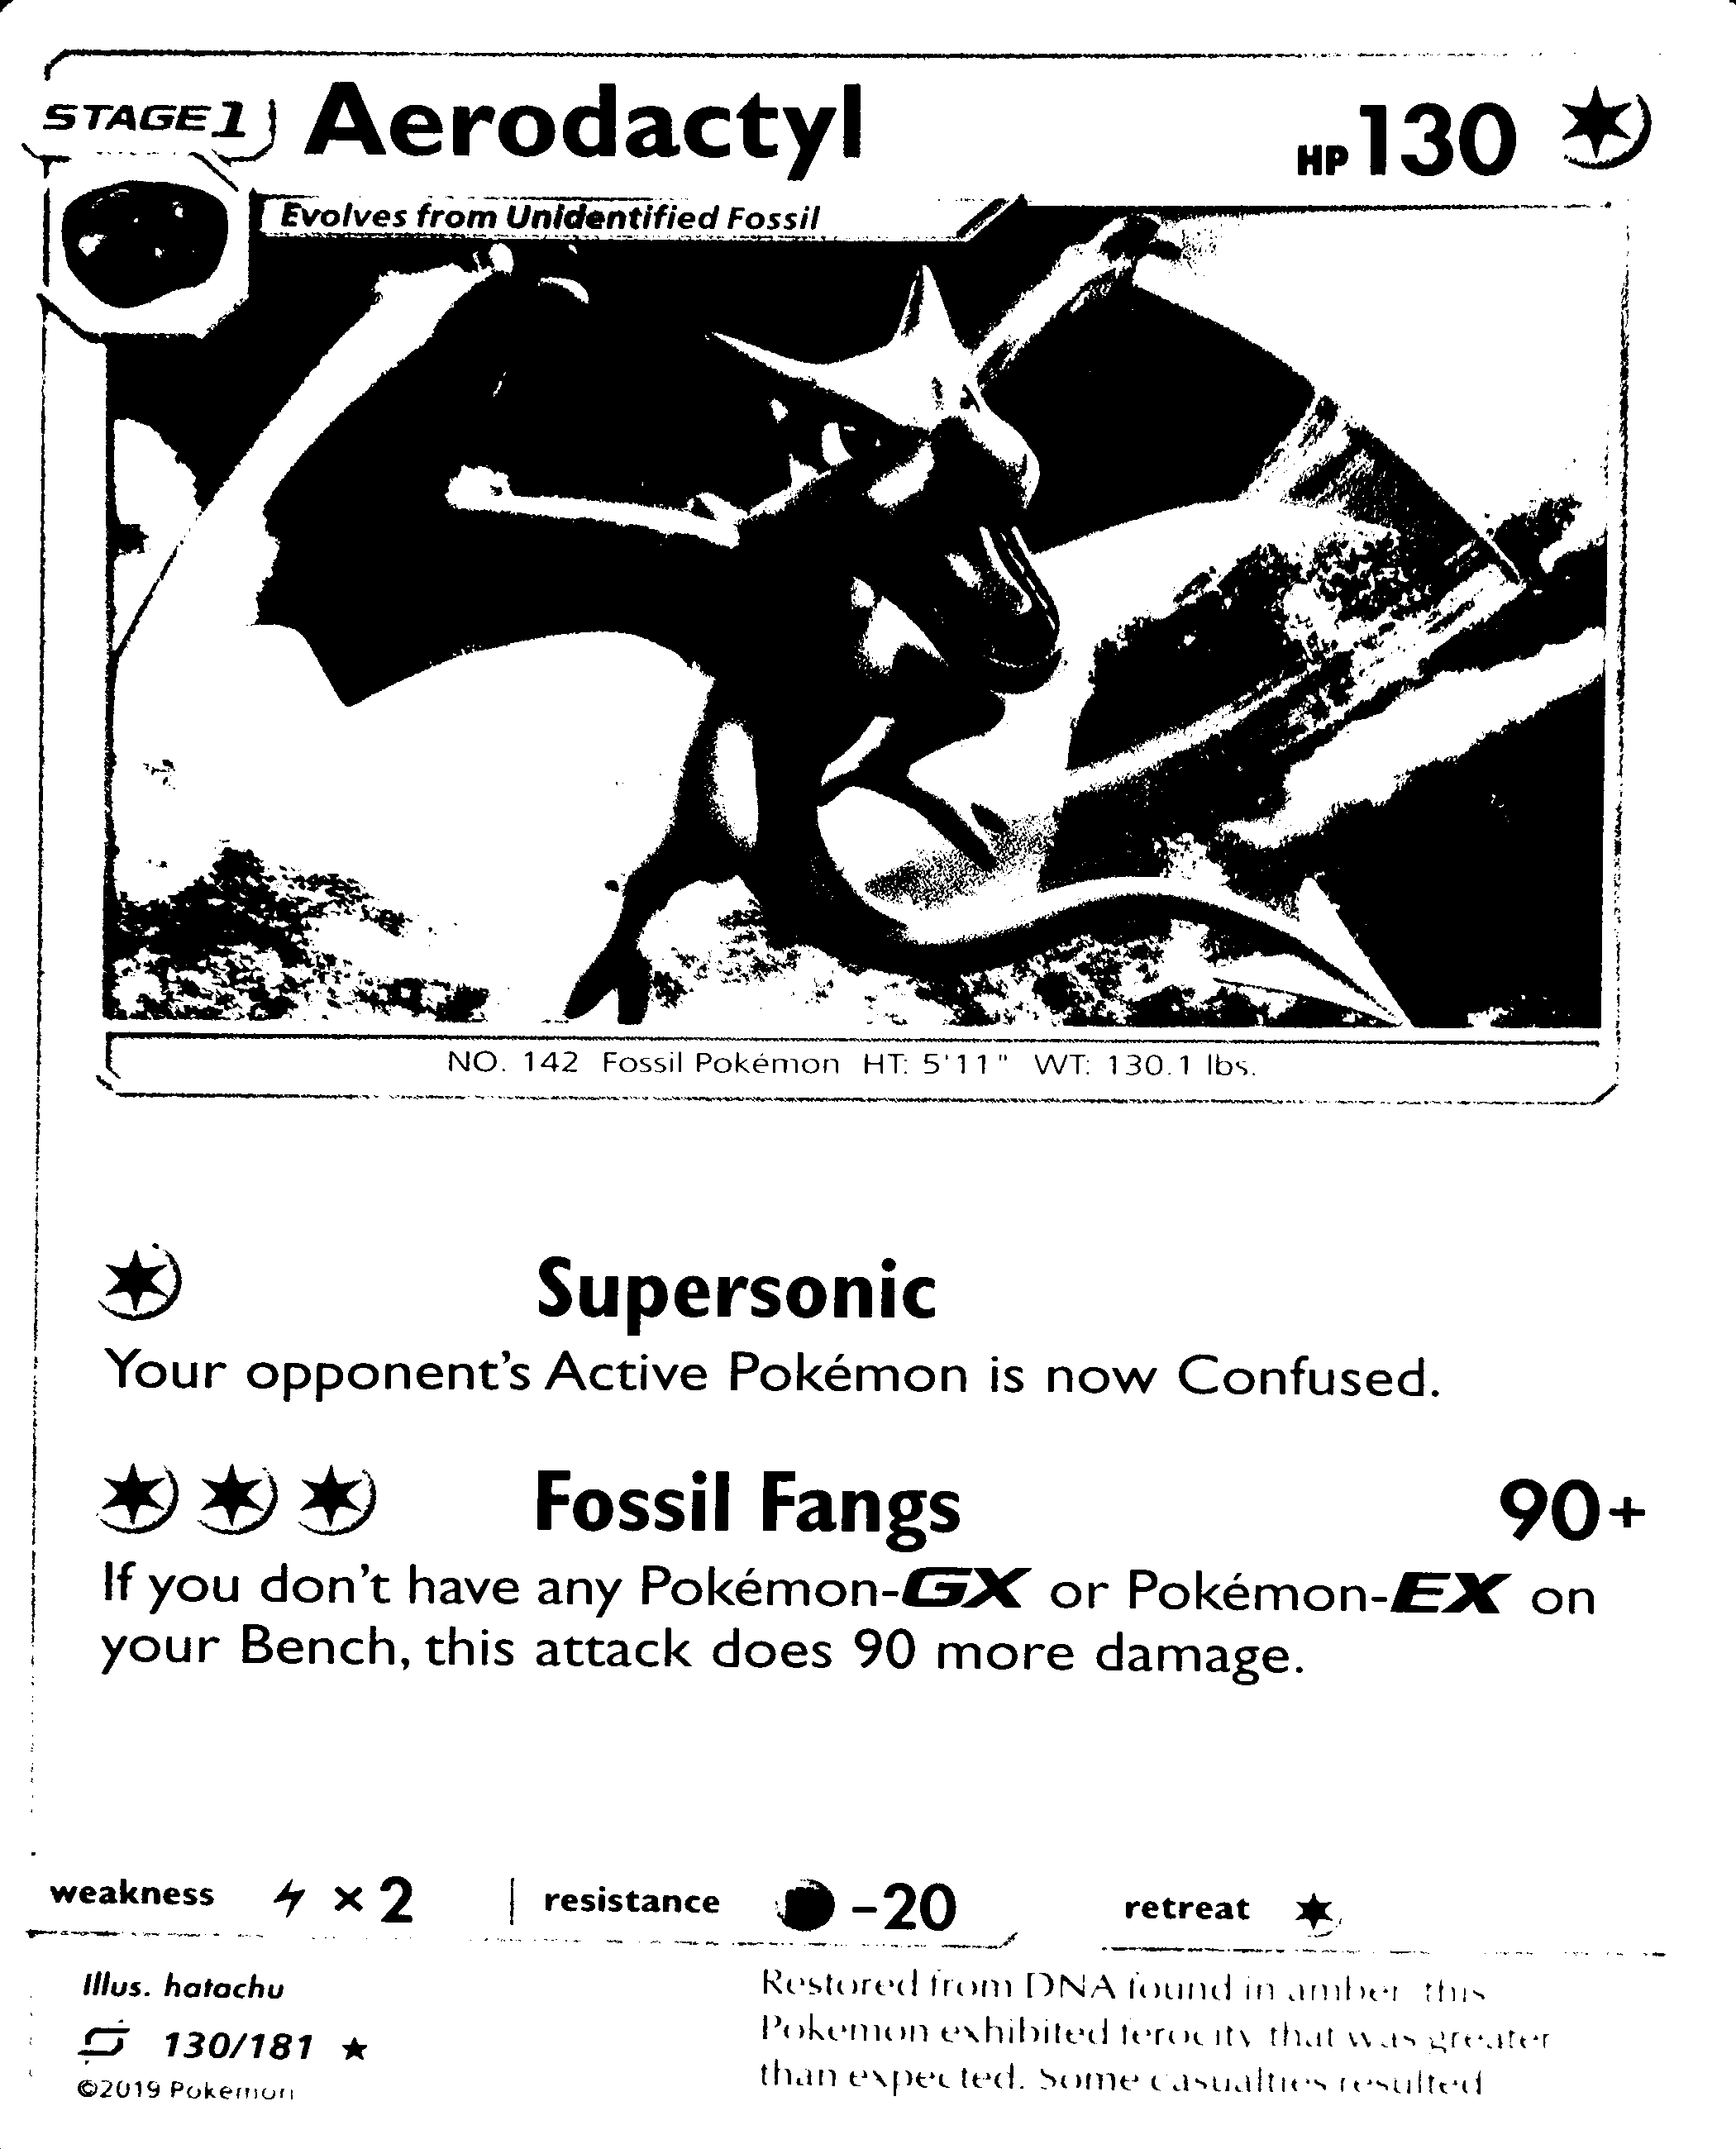 STAGE1 Aerodactyl HP 130
Evolves from Unidentified Fossil
NO. 142 Fossil Pokémon HT: 5'11" WT: 130.1 lbs.
Supersonic
Your opponent's Active Pokémon is now Confused.
Fossil Fangs 90+
If you don't have any Pokémon-GX or Pokémon-EX on
your Bench, this attack does 90 more damage.
weakness ×2 resistance -20 retreat
Illus. hatachu
130/181 ★
©2019 Pokémon
Restored from DNA found in amber this
Pokemon exhibited ferocity that was greater
than expected. Some casualties resulted